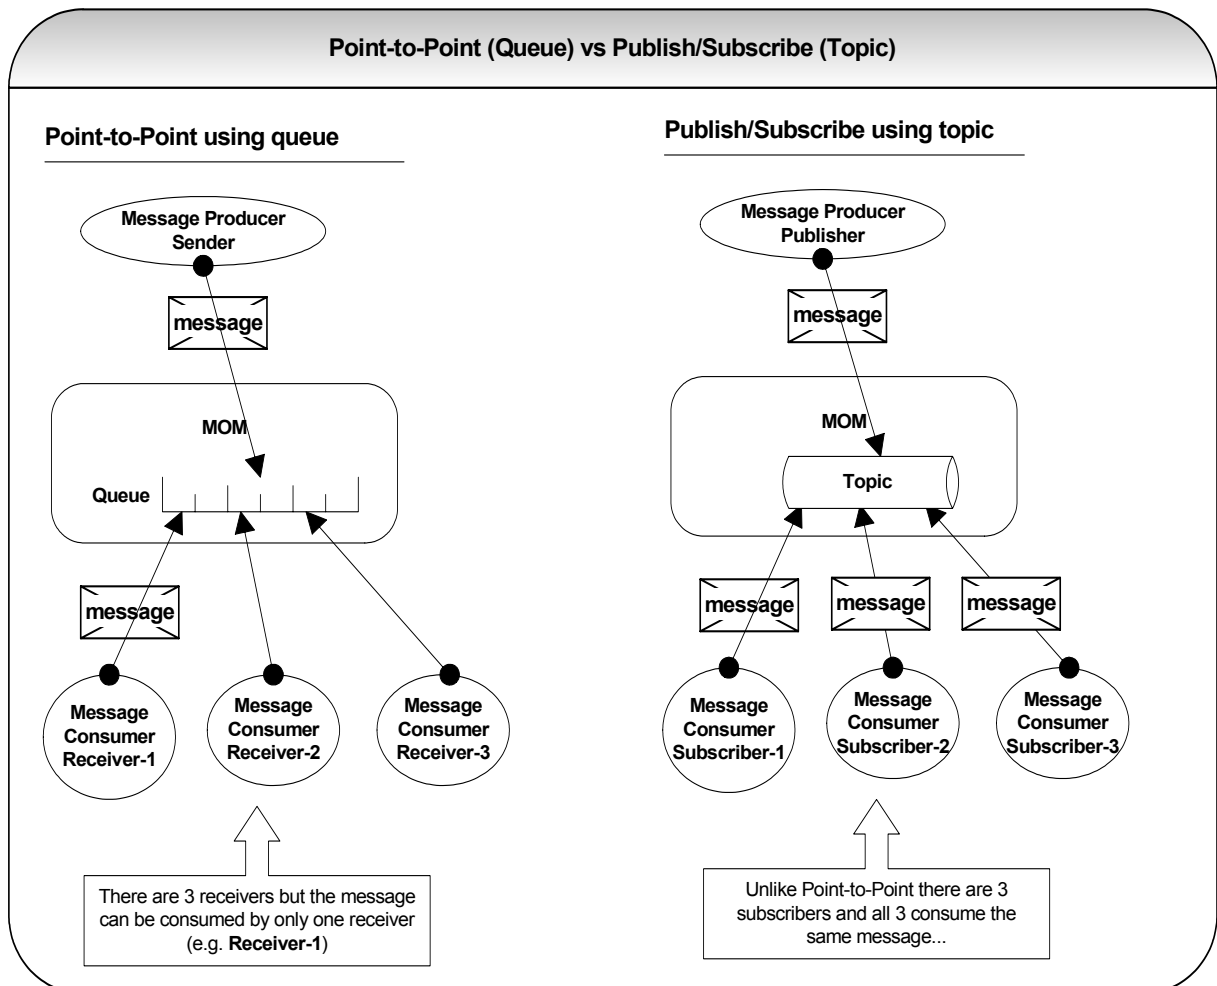 Point-to-Point (Queue) vs Publish/Subscribe (Topic)
Point-to-Point using queue
Message Producer
Sender
message
MOM
Queue
message
Message
Consumer
Receiver-1
Message
Consumer
Receiver-2
Message
Consumer
Receiver-3
There are 3 receivers but the message
can be consumed by only one receiver
(e.g. Receiver-1)
Publish/Subscribe using topic
Message Producer
Publisher
message
MOM
Topic
message
message
message
Message
Consumer
Subscriber-1
Message
Consumer
Subscriber-2
Message
Consumer
Subscriber-3
Unlike Point-to-Point there are 3
subscribers and all 3 consume the
same message...